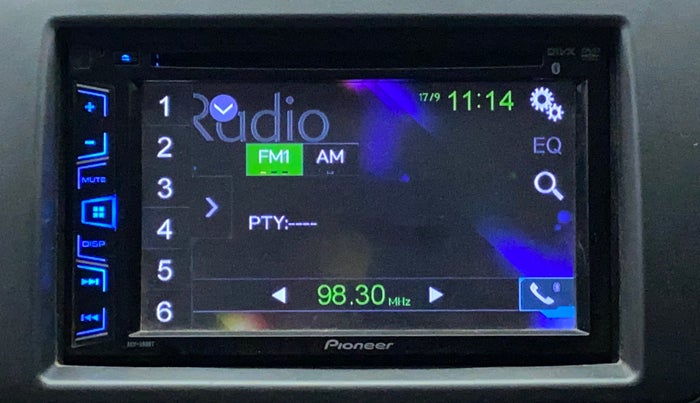 DIVX DVD
MUTE
DISP
1
2
3
4
5
6
Radio
17/9 11:14
FM1 AM
EQ
PTY:----
98.30 MHz
Pioneer